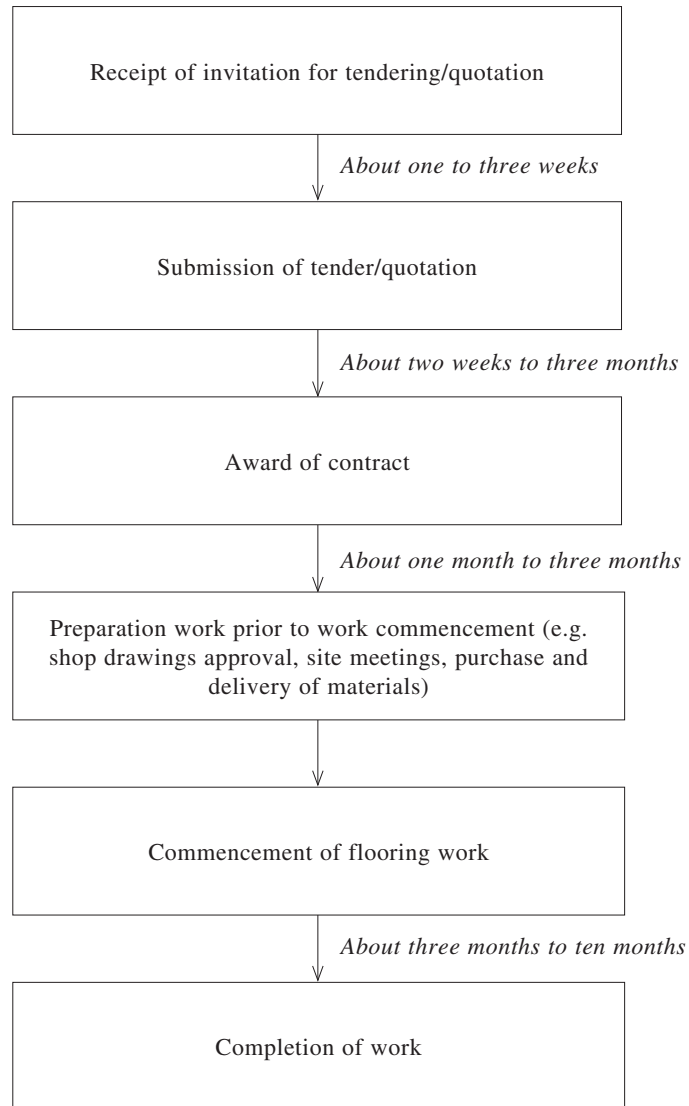 Receipt of invitation for tendering/quotation
About one to three weeks
Submission of tender/quotation
About two weeks to three months
Award of contract
About one month to three months
Preparation work prior to work commencement (e.g.
shop drawings approval, site meetings, purchase and
delivery of materials)
Commencement of flooring work
About three months to ten months
Completion of work